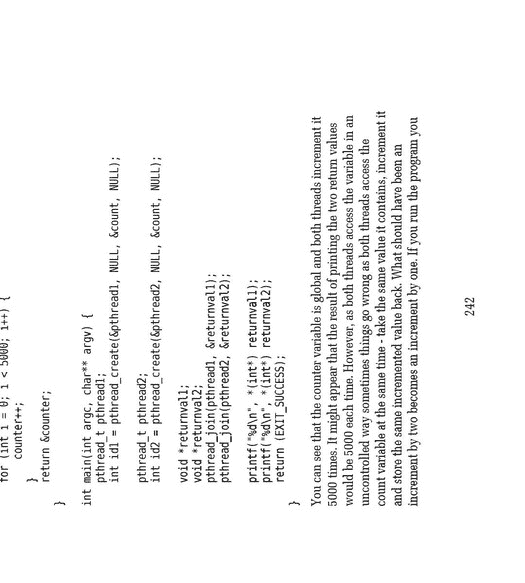 for (int i = 0; i < 5000; i++) {
counter++;
}
return &counter;
}
int main(int argc, char** argv) {
pthread_t pthread1;
int id1 = pthread_create(&pthread1, NULL, &count, NULL);
pthread_t pthread2;
int id2 = pthread_create(&pthread2, NULL, &count, NULL);
void *returnval1;
void *returnval2;
pthread_join(pthread1, &returnval1);
pthread_join(pthread2, &returnval2);
printf("%d\n", *(int*) returnval1);
printf("%d\n", *(int*) returnval2);
return (EXIT_SUCCESS);
}
You can see that the counter variable is global and both threads increment it
5000 times. It might appear that the result of printing the two return values
would be 5000 each time. However, as both threads access the variable in an
uncontrolled way sometimes things go wrong as both threads access the
count variable at the same time - take the same value it contains, increment it
and store the same incremented value back. What should have been an
increment by two becomes an increment by one. If you run the program you
242